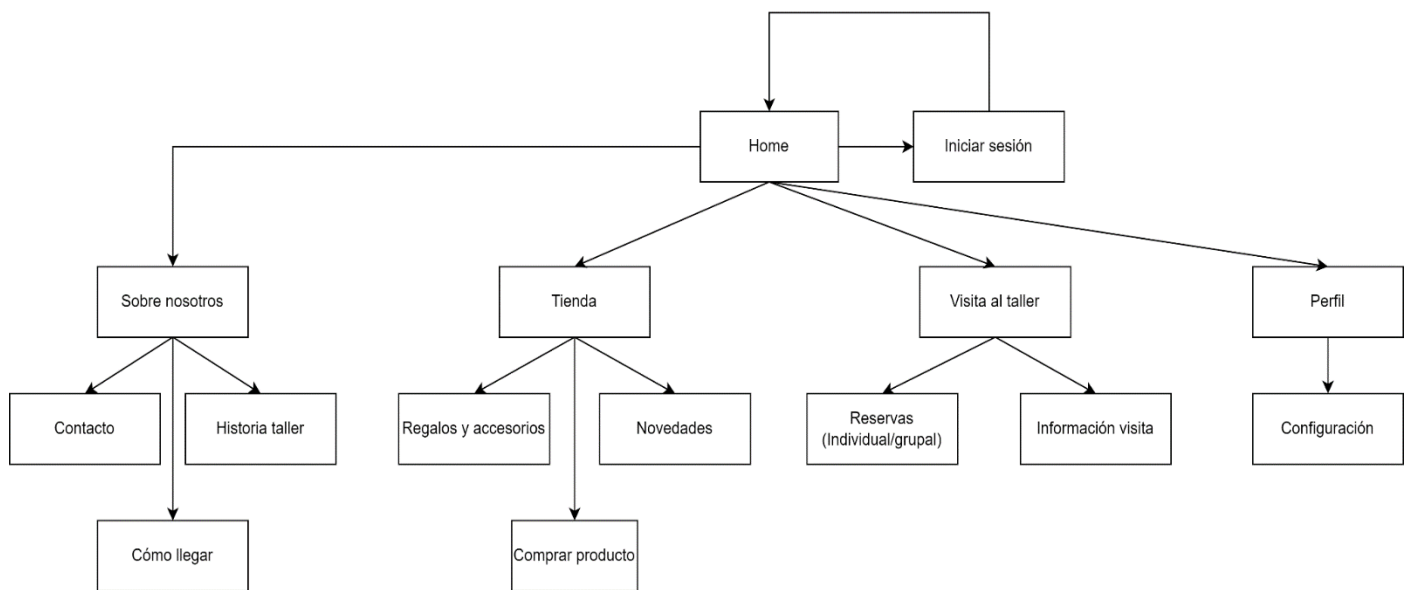 Home
Iniciar sesión
Sobre nosotros
Tienda
Visita al taller
Perfil
Contacto
Historia taller
Regalos y accesorios
Novedades
Reservas
(Individual/grupal)
Información visita
Configuración
Cómo llegar
Comprar producto